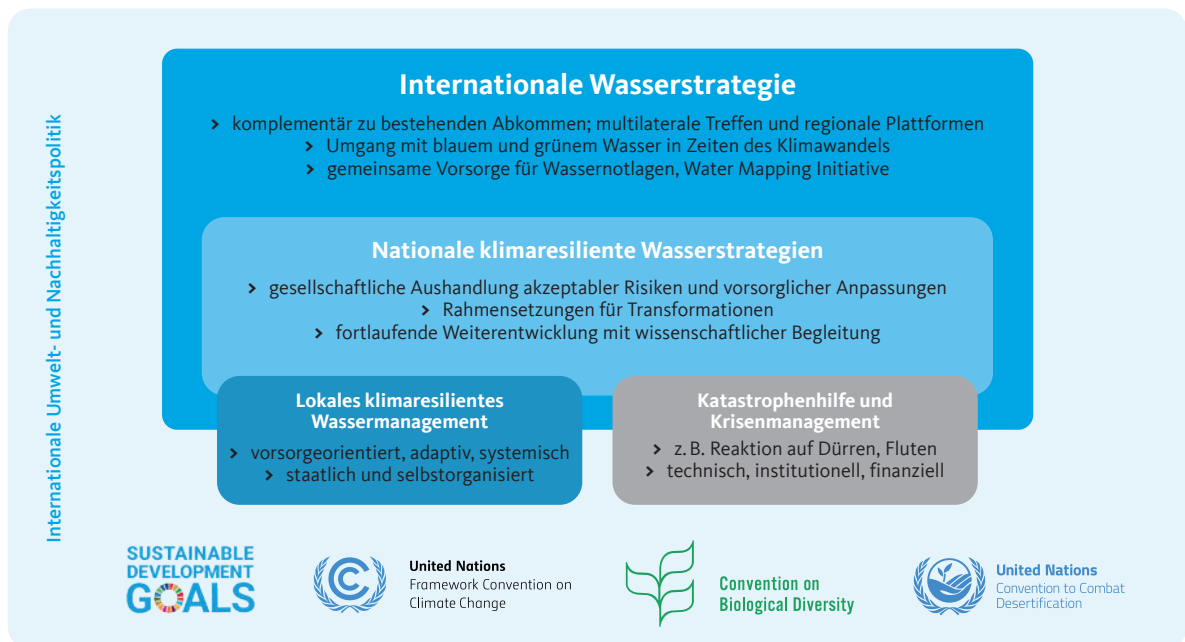 Internationale Umwelt- und Nachhaltigkeitspolitik
Internationale Wasserstrategie
> komplementär zu bestehenden Abkommen; multilaterale Treffen und regionale Plattformen
> Umgang mit blauem und grünem Wasser in Zeiten des Klimawandels
> gemeinsame Vorsorge für Wassernotlagen, Water Mapping Initiative
Nationale klimaresiliente Wasserstrategien
> gesellschaftliche Aushandlung akzeptabler Risiken und vorsorglicher Anpassungen
> Rahmensetzungen für Transformationen
> fortlaufende Weiterentwicklung mit wissenschaftlicher Begleitung
Lokales klimaresilientes
Wassermanagement
> vorsorgeorientiert, adaptiv, systemisch
> staatlich und selbstorganisiert
Katastrophenhilfe und
Krisenmanagement
> z. B. Reaktion auf Dürren, Fluten
> technisch, institutionell, finanziell
SUSTAINABLE
DEVELOPMENT
GOALS
United Nations
Framework Convention on
Climate Change
Convention on
Biological Diversity
United Nations
Convention to Combat
Desertification